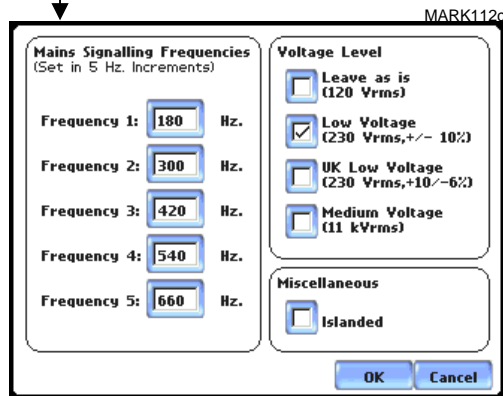 MARK112c
Mains Signalling Frequencies
(Set in 5 Hz. Increments)
Frequency 1: 180 Hz.
Frequency 2: 300 Hz.
Frequency 3: 420 Hz.
Frequency 4: 540 Hz.
Frequency 5: 660 Hz.
Voltage Level
Leave as is
(120 Vrms)
Low Voltage
(230 Vrms,+/- 10%)
UK Low Voltage
(230 Vrms,+10/-6%)
Medium Voltage
(11 kVrms)
Miscellaneous
Islanded
OK Cancel